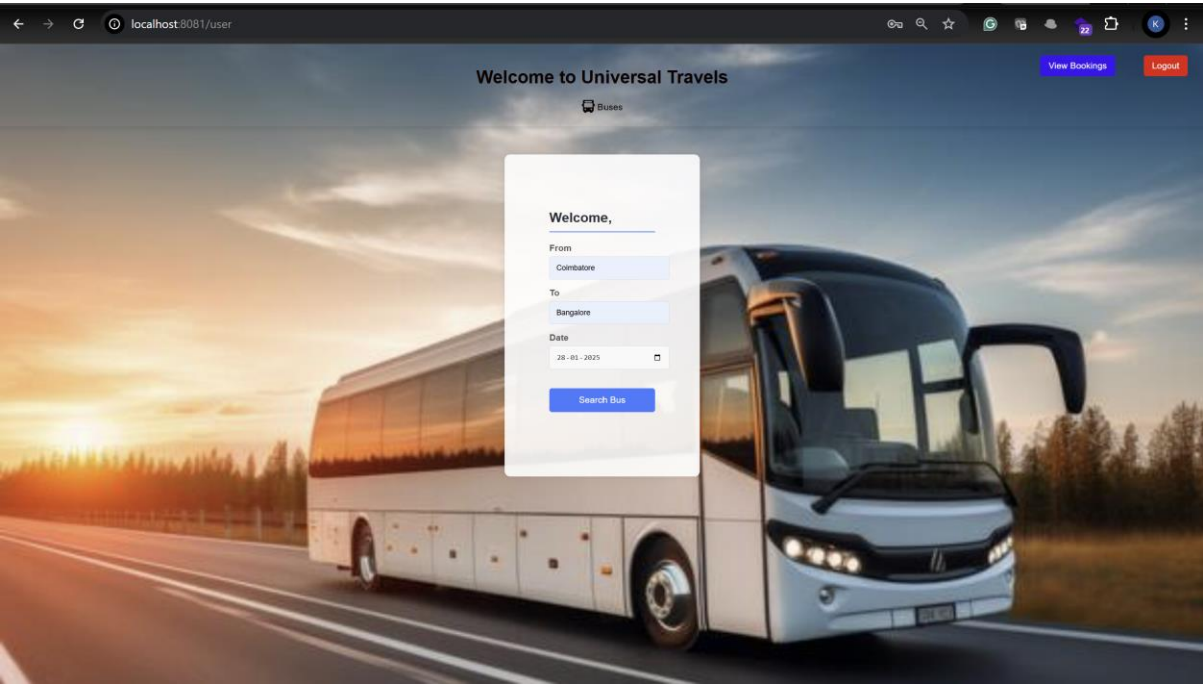 localhost:8081/user
22
K
Welcome to Universal Travels
View Bookings
Logout
Buses
Welcome,
From
Coimbatore
To
Bangalore
Date
28-01-2025
Search Bus